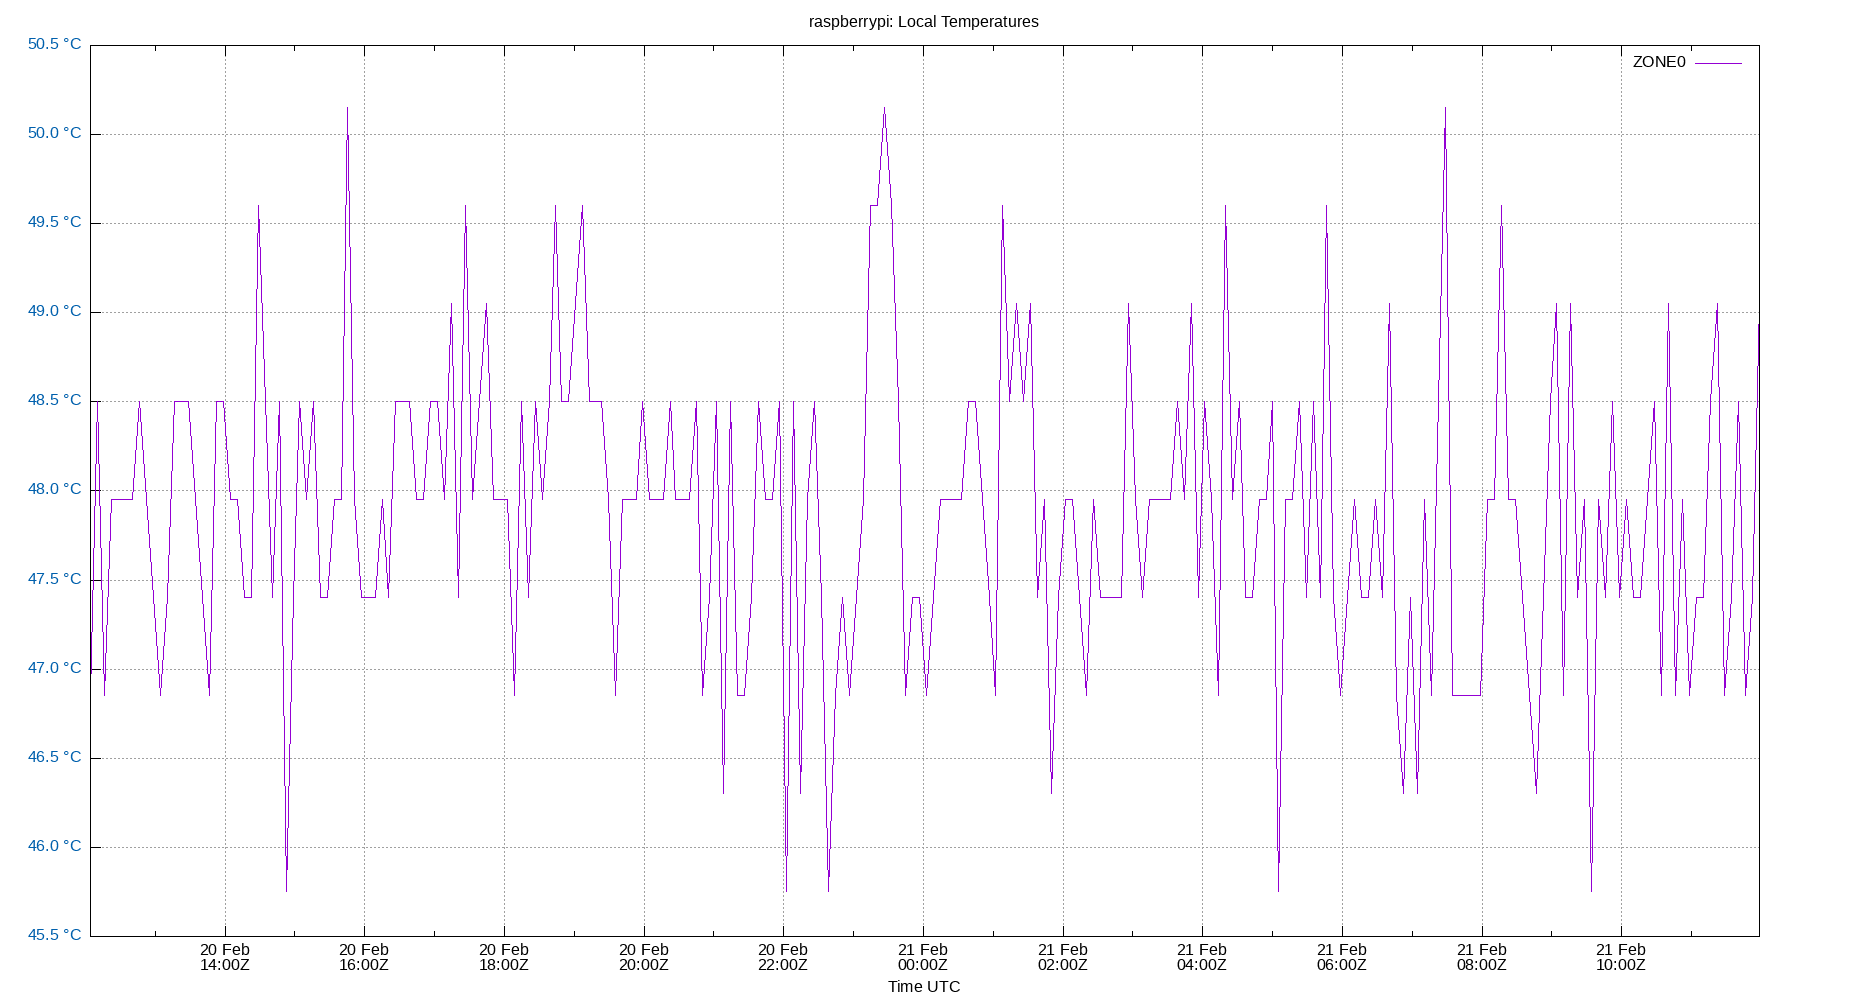 raspberrypi: Local Temperatures
ZONE0
50.5 °C
50.0 °C
49.5 °C
49.0 °C
48.5 °C
48.0 °C
47.5 °C
47.0 °C
46.5 °C
46.0 °C
45.5 °C
20 Feb 20 Feb 20 Feb 20 Feb 20 Feb 21 Feb 21 Feb 21 Feb 21 Feb 21 Feb 21 Feb
14:00Z 16:00Z 18:00Z 20:00Z 22:00Z 00:00Z 02:00Z 04:00Z 06:00Z 08:00Z 10:00Z
Time UTC